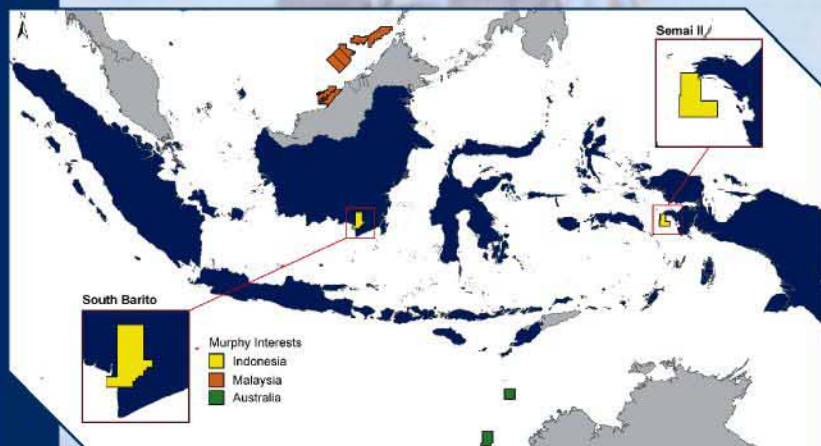 N
Semai II
South Barito
Murphy Interests
Indonesia
Malaysia
Australia